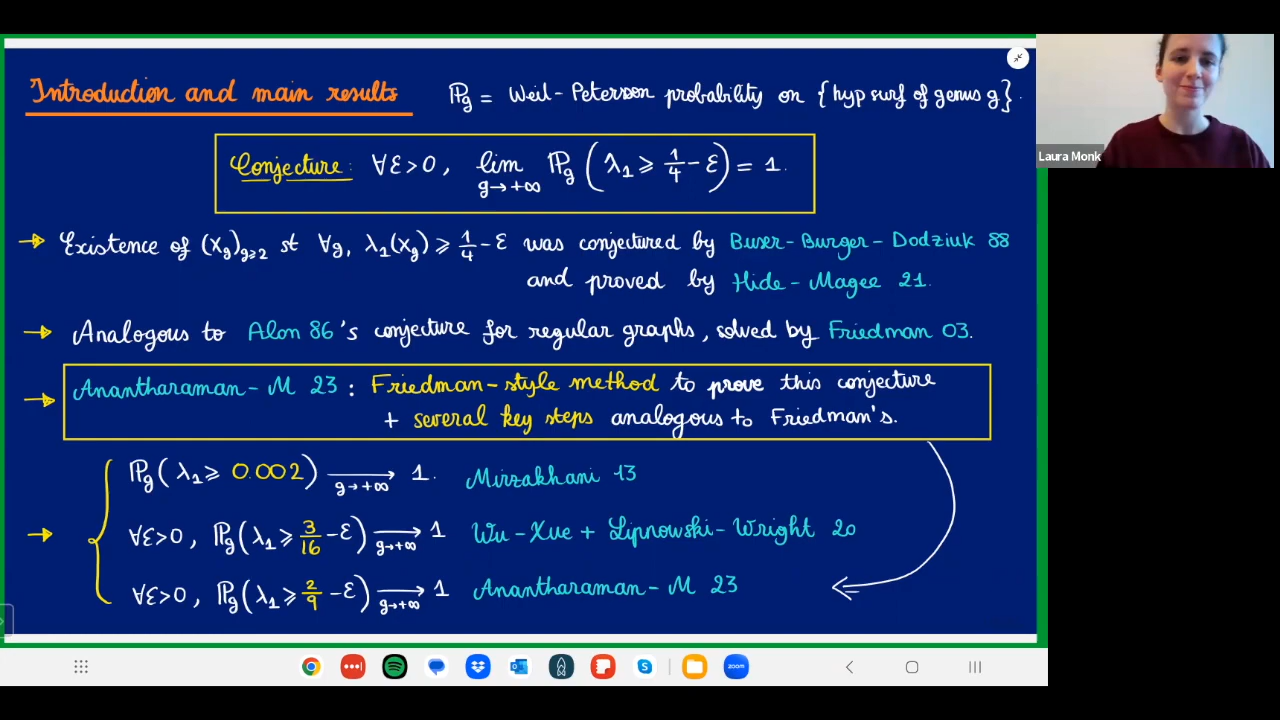 Introduction and main results ℙg = Weil-Peterson probability on {hyp surf of genus g}.
Conjecture: ∀ε>0, lim g→+∞ ℙg(λ₁ ⩾ 1/4 - ε) = 1.
Laura Monk
→ Existence of (Xg)g⩾2 st ∀g, λ₁(Xg) ⩾ 1/4 - ε was conjectured by Buser-Burger-Dodziuk 88
and proved by Hide-Magee 21.
→ Analogous to Alon 86's conjecture for regular graphs, solved by Friedman 03.
→ Anantharaman-M 23: Friedman-style method to prove this conjecture
+ several key steps analogous to Friedman's.
ℙg(λ₁ ⩾ 0.002) → g→+∞ 1. Mirzakhani 13
→ ∀ε>0, ℙg(λ₁ ⩾ 3/16 - ε) → g→+∞ 1 Wu-Xue + Lipnowski-Wright 20
∀ε>0, ℙg(λ₁ ⩾ 2/9 - ε) → g→+∞ 1 Anantharaman-M 23
zoom